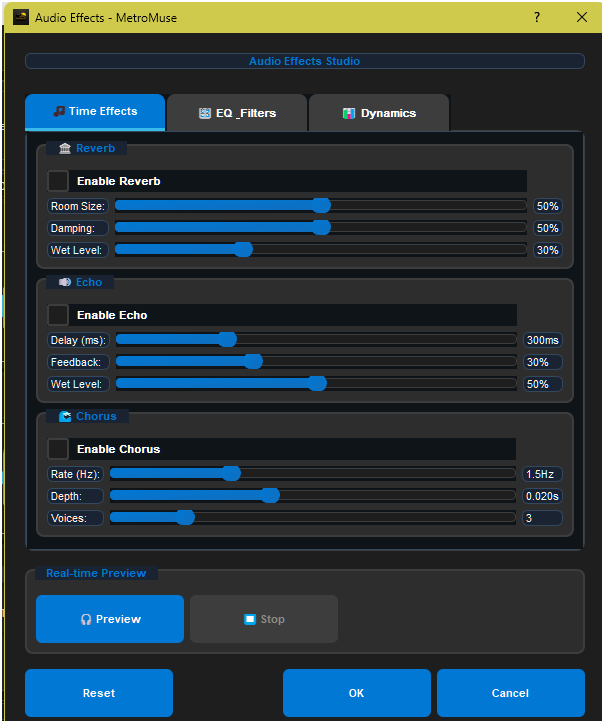 Audio Effects - MetroMuse ?
Audio Effects Studio
Time Effects EQ _Filters Dynamics
Reverb
Enable Reverb
Room Size: 50%
Damping: 50%
Wet Level: 30%
Echo
Enable Echo
Delay (ms): 300ms
Feedback: 30%
Wet Level: 50%
Chorus
Enable Chorus
Rate (Hz): 1.5Hz
Depth: 0.020s
Voices: 3
Real-time Preview
Preview Stop
Reset OK Cancel